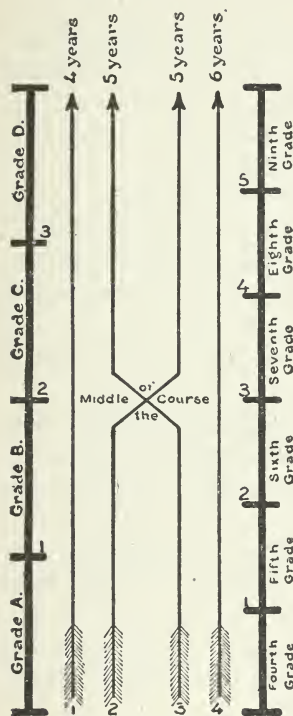 Grade A. Grade B. Grade C. Grade D.
1 2 3
1 4 years
2 5 years
Middle of the Course
3 5 years
4 6 years.
1 2 3 4 5
Fourth Fifth Sixth Seventh Eighth Ninth
Grade Grade Grade Grade Grade Grade